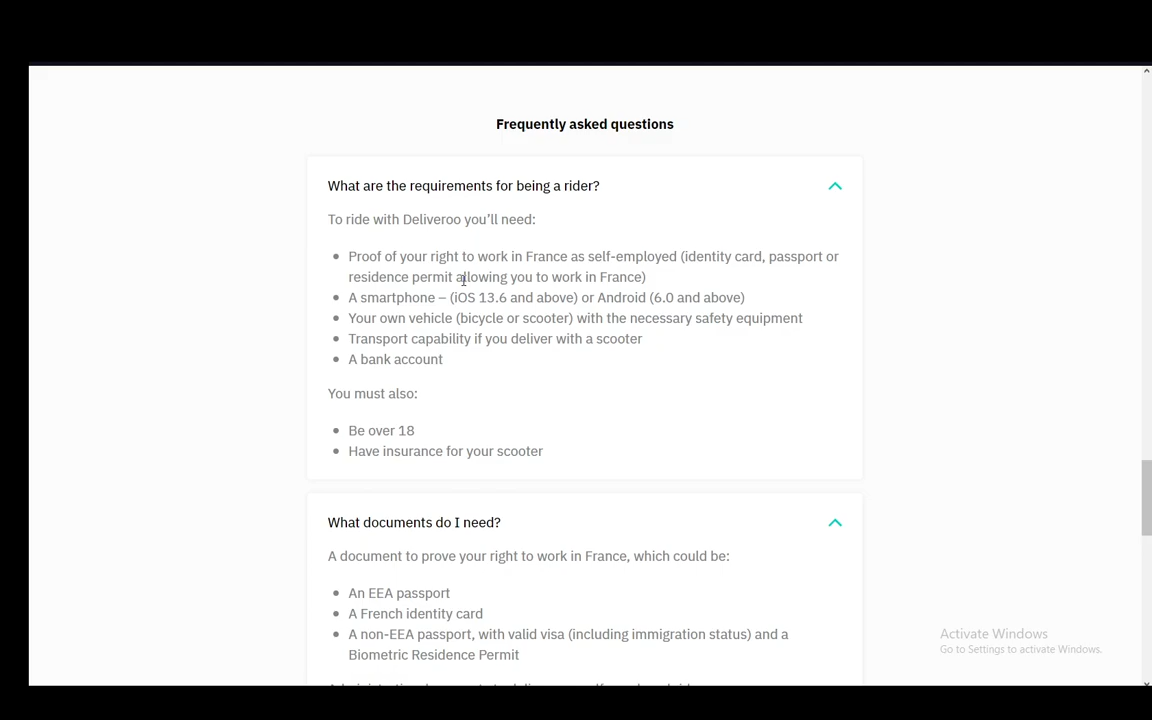 Frequently asked questions
What are the requirements for being a rider?
To ride with Deliveroo you'll need:
Proof of your right to work in France as self-employed (identity card, passport or
residence permit allowing you to work in France)
A smartphone – (iOS 13.6 and above) or Android (6.0 and above)
Your own vehicle (bicycle or scooter) with the necessary safety equipment
Transport capability if you deliver with a scooter
A bank account
You must also:
Be over 18
Have insurance for your scooter
What documents do I need?
A document to prove your right to work in France, which could be:
An EEA passport
A French identity card
A non-EEA passport, with valid visa (including immigration status) and a
Biometric Residence Permit
Activate Windows
Go to Settings to activate Windows.